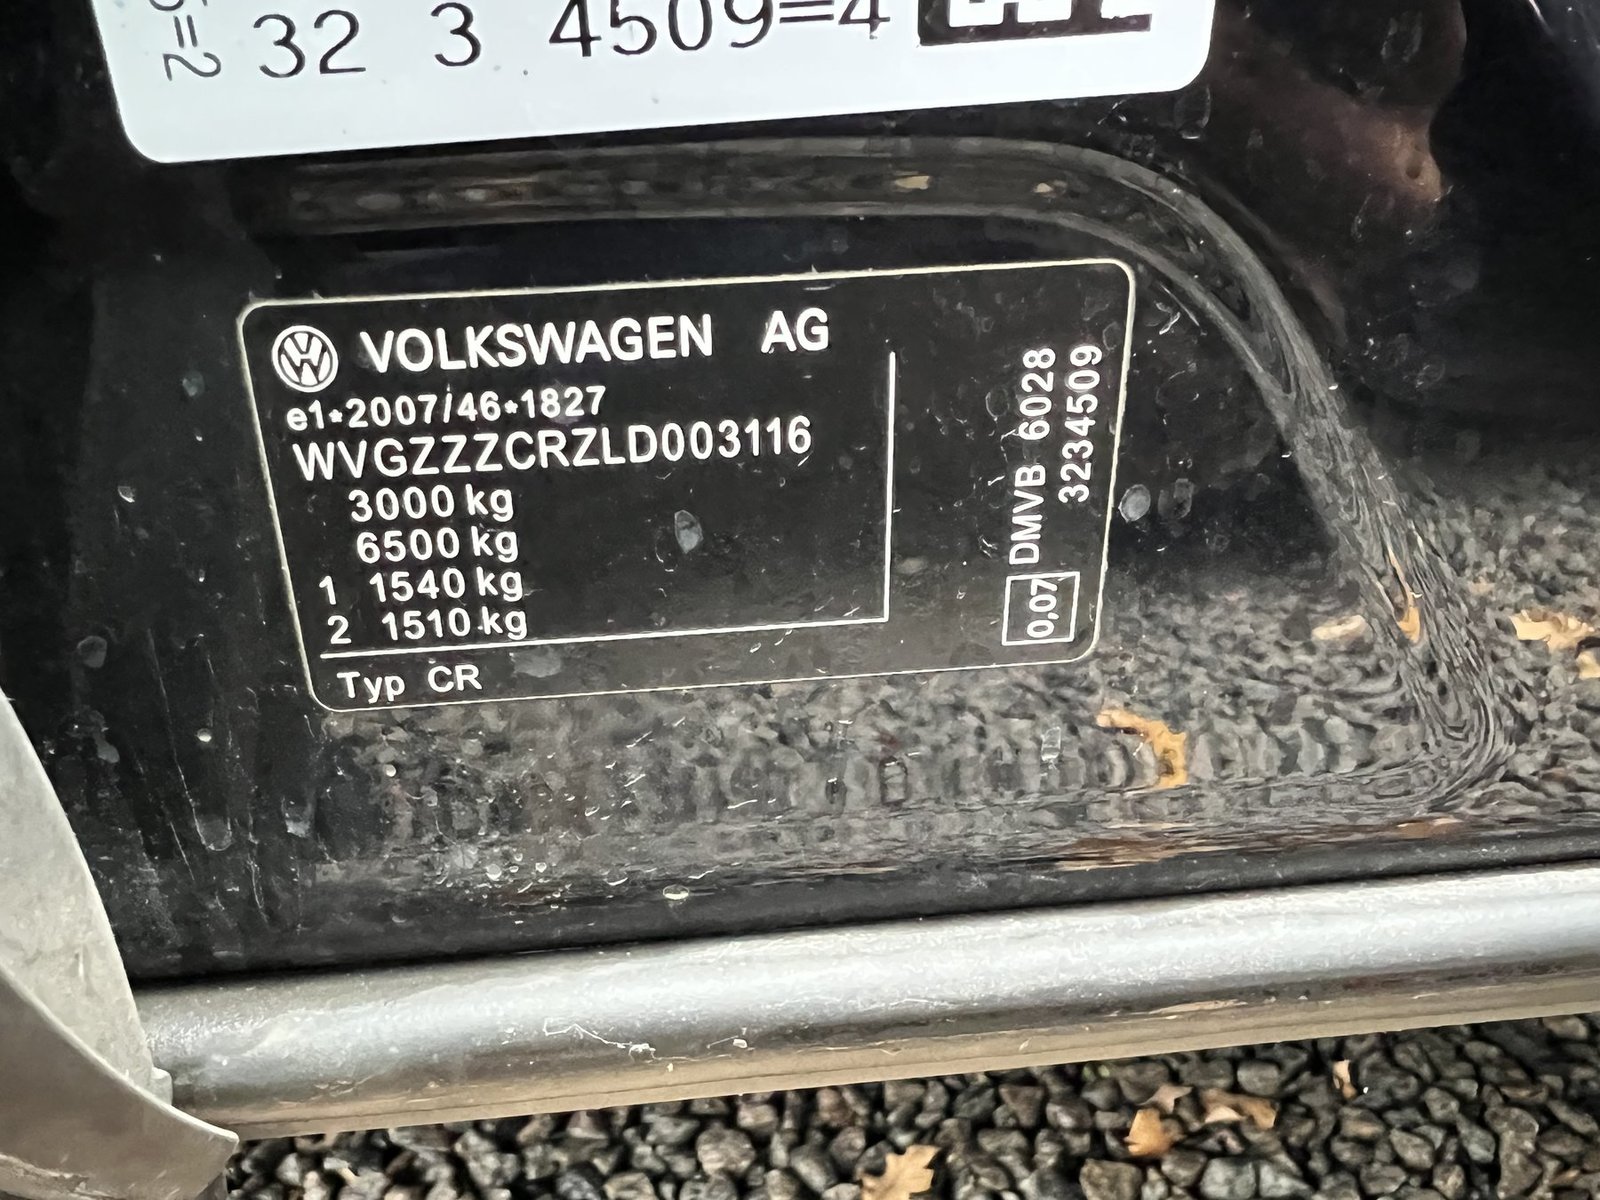 32 3 4509=4
VOLKSWAGEN AG
e1*2007/46*1827
WVGZZZCRZLD003116
3000 kg
6500 kg
1 1540 kg
2 1510 kg
Typ CR
0,07 DMVB 6028
3234509